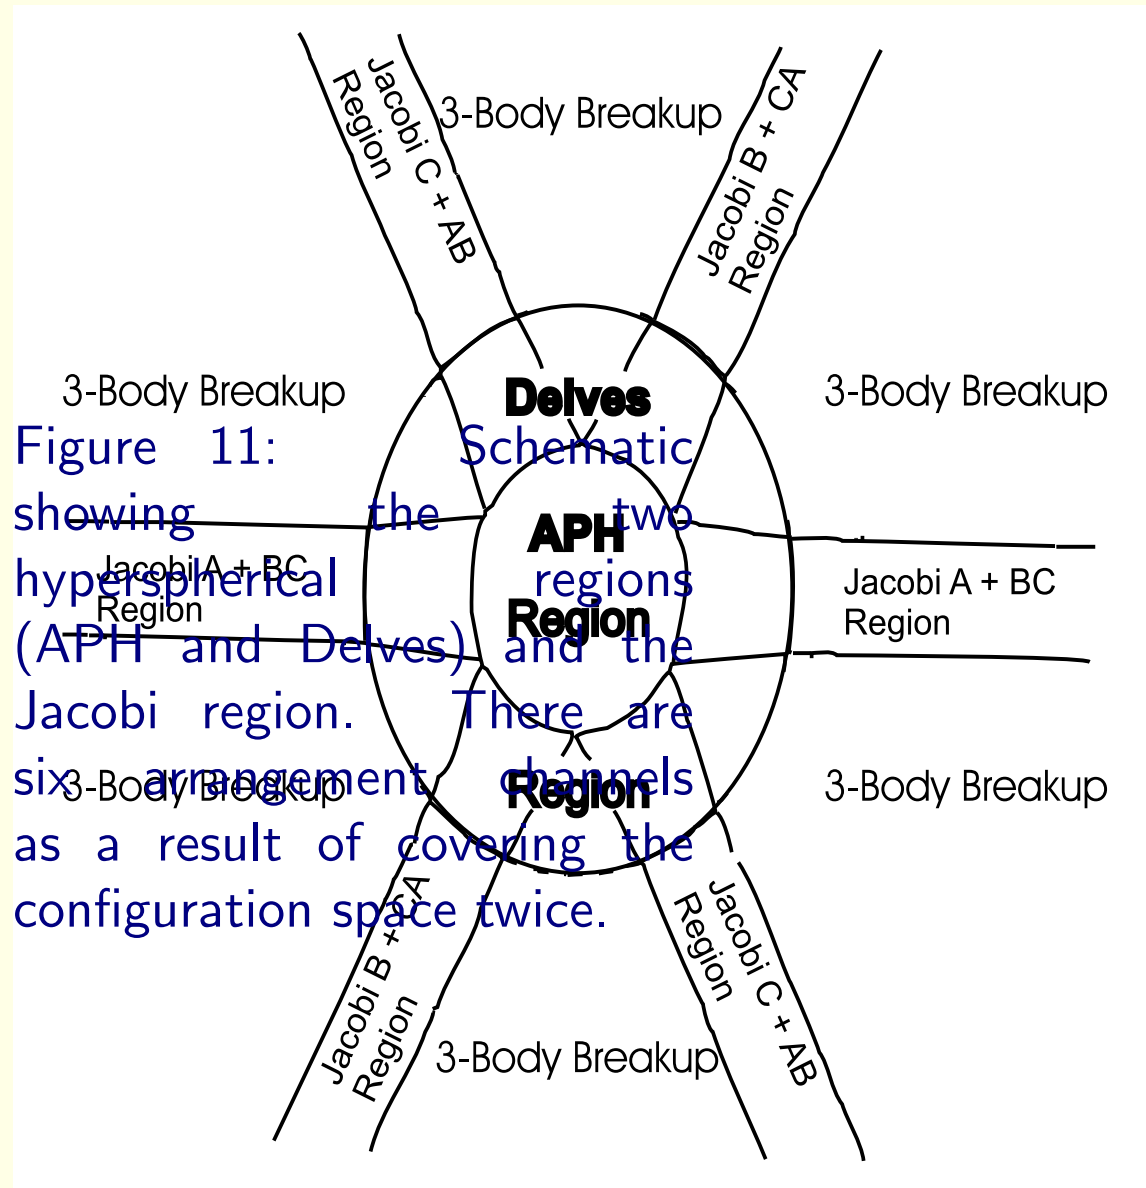 Jacobi C + AB
Region
3-Body Breakup
Jacobi B + CA
Region
3-Body Breakup
Delves
3-Body Breakup
Figure 11: Schematic
showing the two
hyperspherical regions
(APH and Delves) and the
Jacobi region. There are
six arrangement channels
as a result of covering the
configuration space twice.
APH
Region
Jacobi A + BC
Region
Jacobi A + BC
Region
3-Body Breakup
Region
3-Body Breakup
Jacobi B + CA
Region
3-Body Breakup
Jacobi C + AB
Region